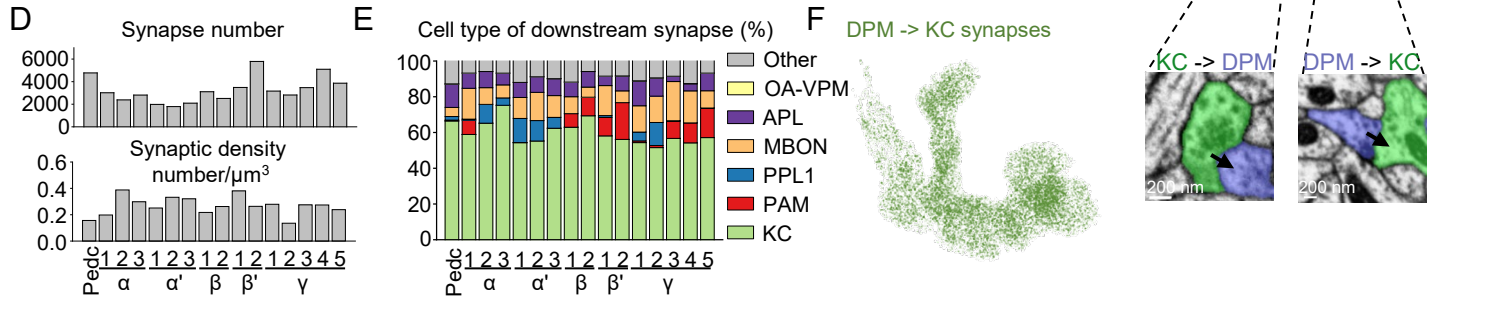 D
Synapse number
6000
4000
2000
0
Synaptic density
number/µm³
0.6
0.4
0.2
0.0
Pedc 1 2 3 1 2 3 1 2 1 2 1 2 3 4 5
α α' β β' γ
E
Cell type of downstream synapse (%)
100
80
60
40
20
0
Pedc 1 2 3 1 2 3 1 2 1 2 1 2 3 4 5
α α' β β' γ
Other
OA-VPM
APL
MBON
PPL1
PAM
KC
F
DPM -> KC synapses
KC -> DPM
200 nm
DPM -> KC
200 nm